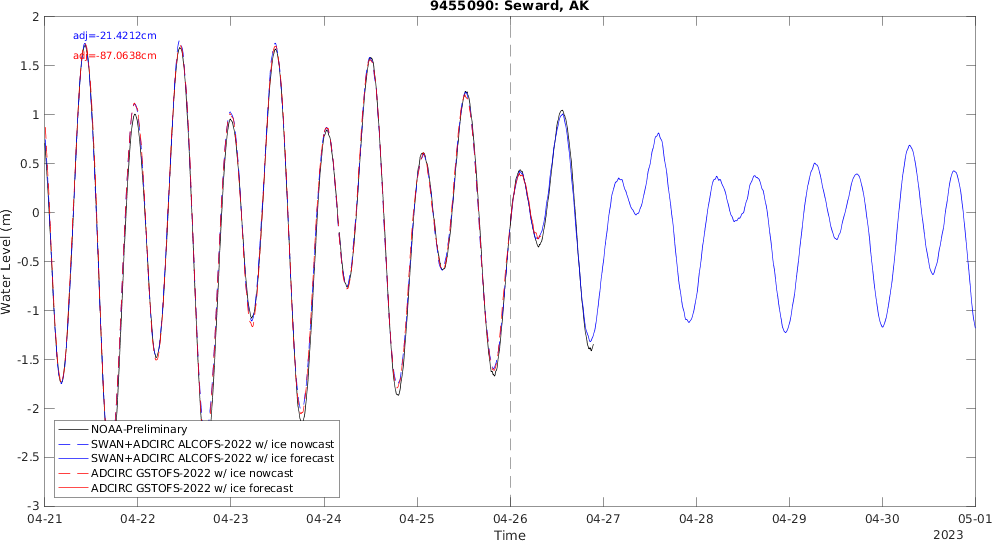 9455090: Seward, AK
adj=-21.4212cm
adj=-87.0638cm
2
1.5
1
0.5
0
-0.5
-1
-1.5
-2
-2.5
-3
Water Level (m)
NOAA-Preliminary
SWAN+ADCIRC ALCOFS-2022 w/ ice nowcast
SWAN+ADCIRC ALCOFS-2022 w/ ice forecast
ADCIRC GSTOFS-2022 w/ ice nowcast
ADCIRC GSTOFS-2022 w/ ice forecast
04-21 04-22 04-23 04-24 04-25 04-26 04-27 04-28 04-29 04-30 05-01
Time
2023